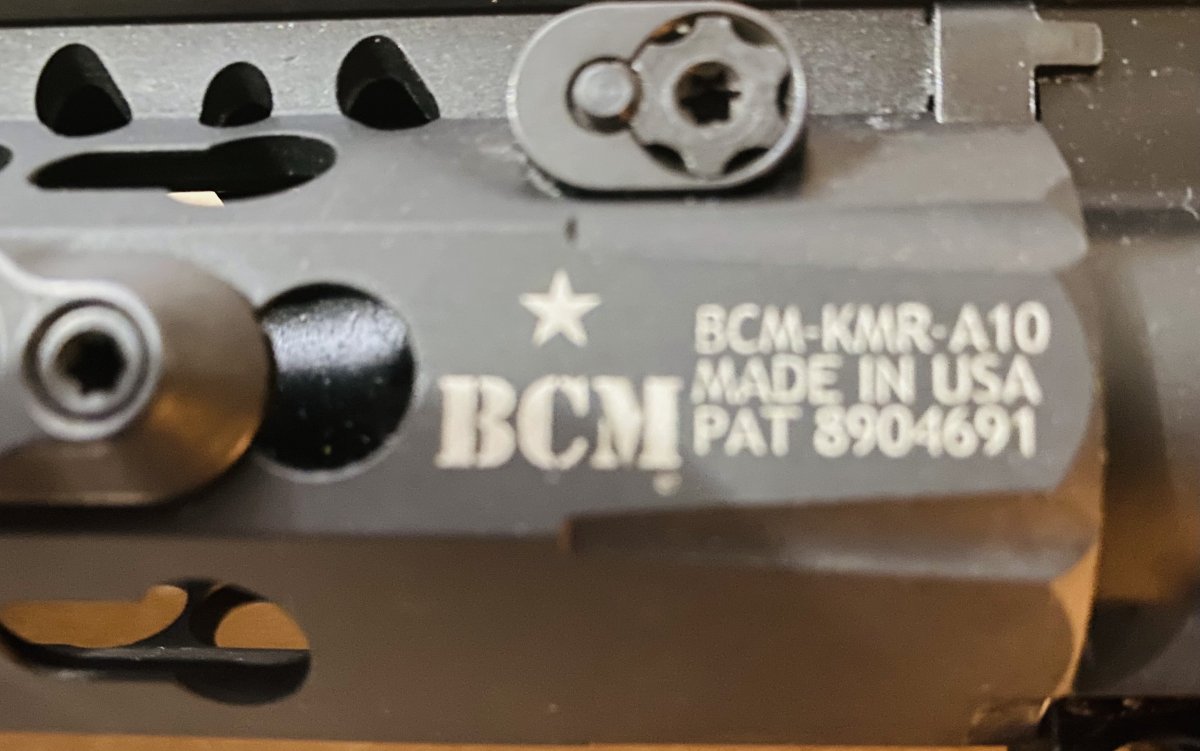 BCM
BCM-KMR-A10
MADE IN USA
PAT 8904691